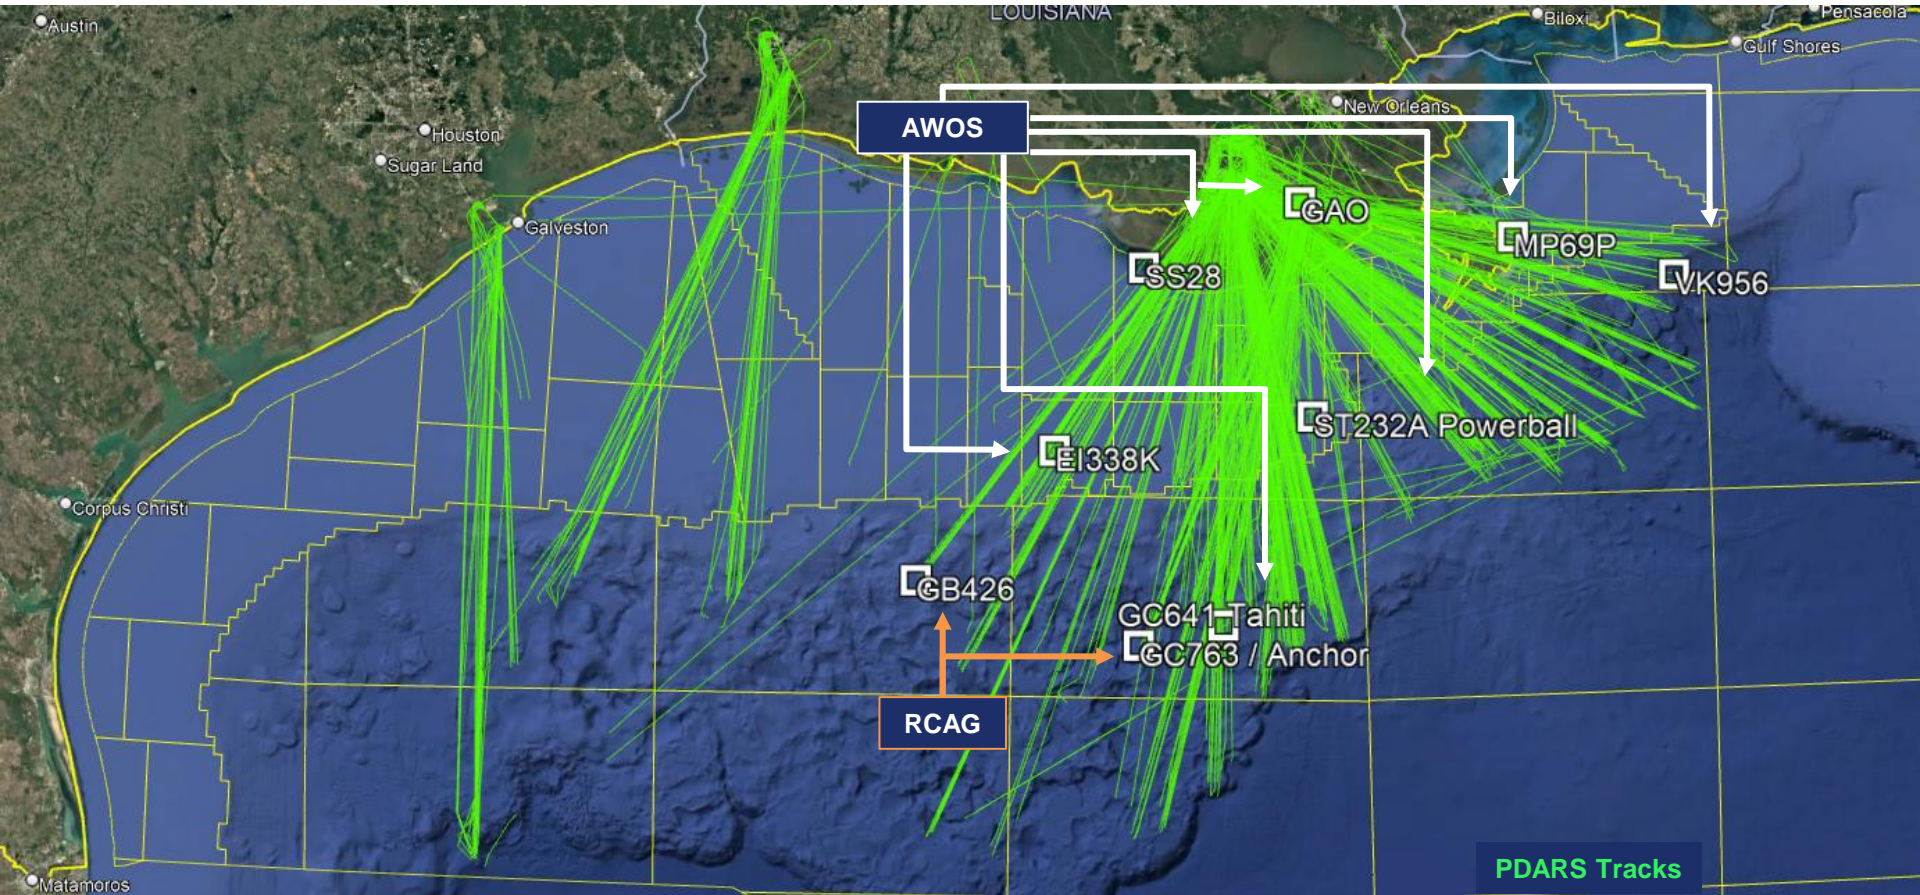 LOUISIANA
Austin
Biloxi
Pensacola
Gulf Shores
New Orleans
Houston
AWOS
Sugar Land
Galveston
GAO
MP69P
SS28
VK956
ST232A Powerball
EI338K
Corpus Christi
GB426
GC641 Tahiti
GC763 / Anchor
RCAG
PDARS Tracks
Matamoros